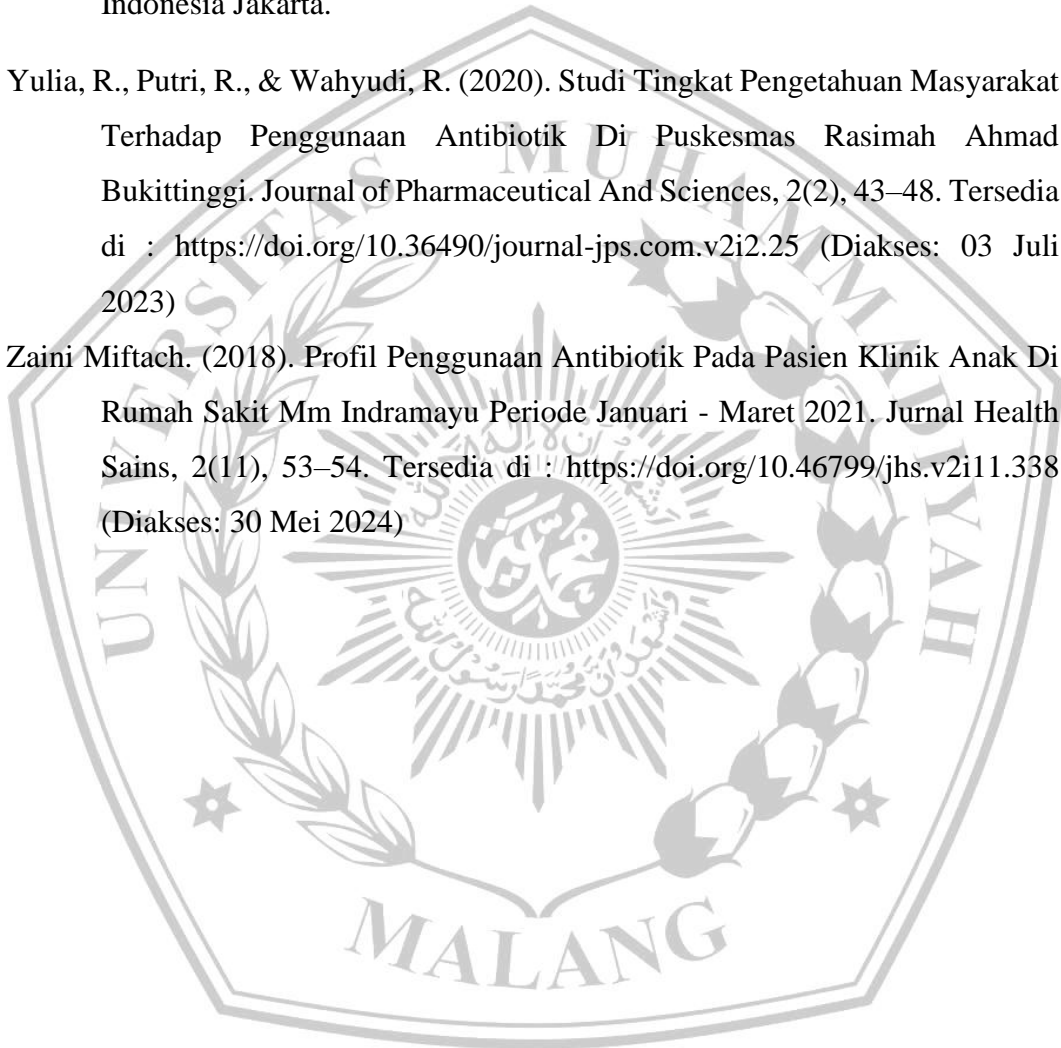 Indonesia Jakarta.
Yulia, R., Putri, R., & Wahyudi, R. (2020). Studi Tingkat Pengetahuan Masyarakat
Terhadap Penggunaan Antibiotik Di Puskesmas Rasimah Ahmad
Bukittinggi. Journal of Pharmaceutical And Sciences, 2(2), 43–48. Tersedia
di : https://doi.org/10.36490/journal-jps.com.v2i2.25 (Diakses: 03 Juli
2023)
Zaini Miftach. (2018). Profil Penggunaan Antibiotik Pada Pasien Klinik Anak Di
Rumah Sakit Mm Indramayu Periode Januari - Maret 2021. Jurnal Health
Sains, 2(11), 53–54. Tersedia di : https://doi.org/10.46799/jhs.v2i11.338
(Diakses: 30 Mei 2024)
UNIVERSITAS MUHAMMADIYAH
MALANG